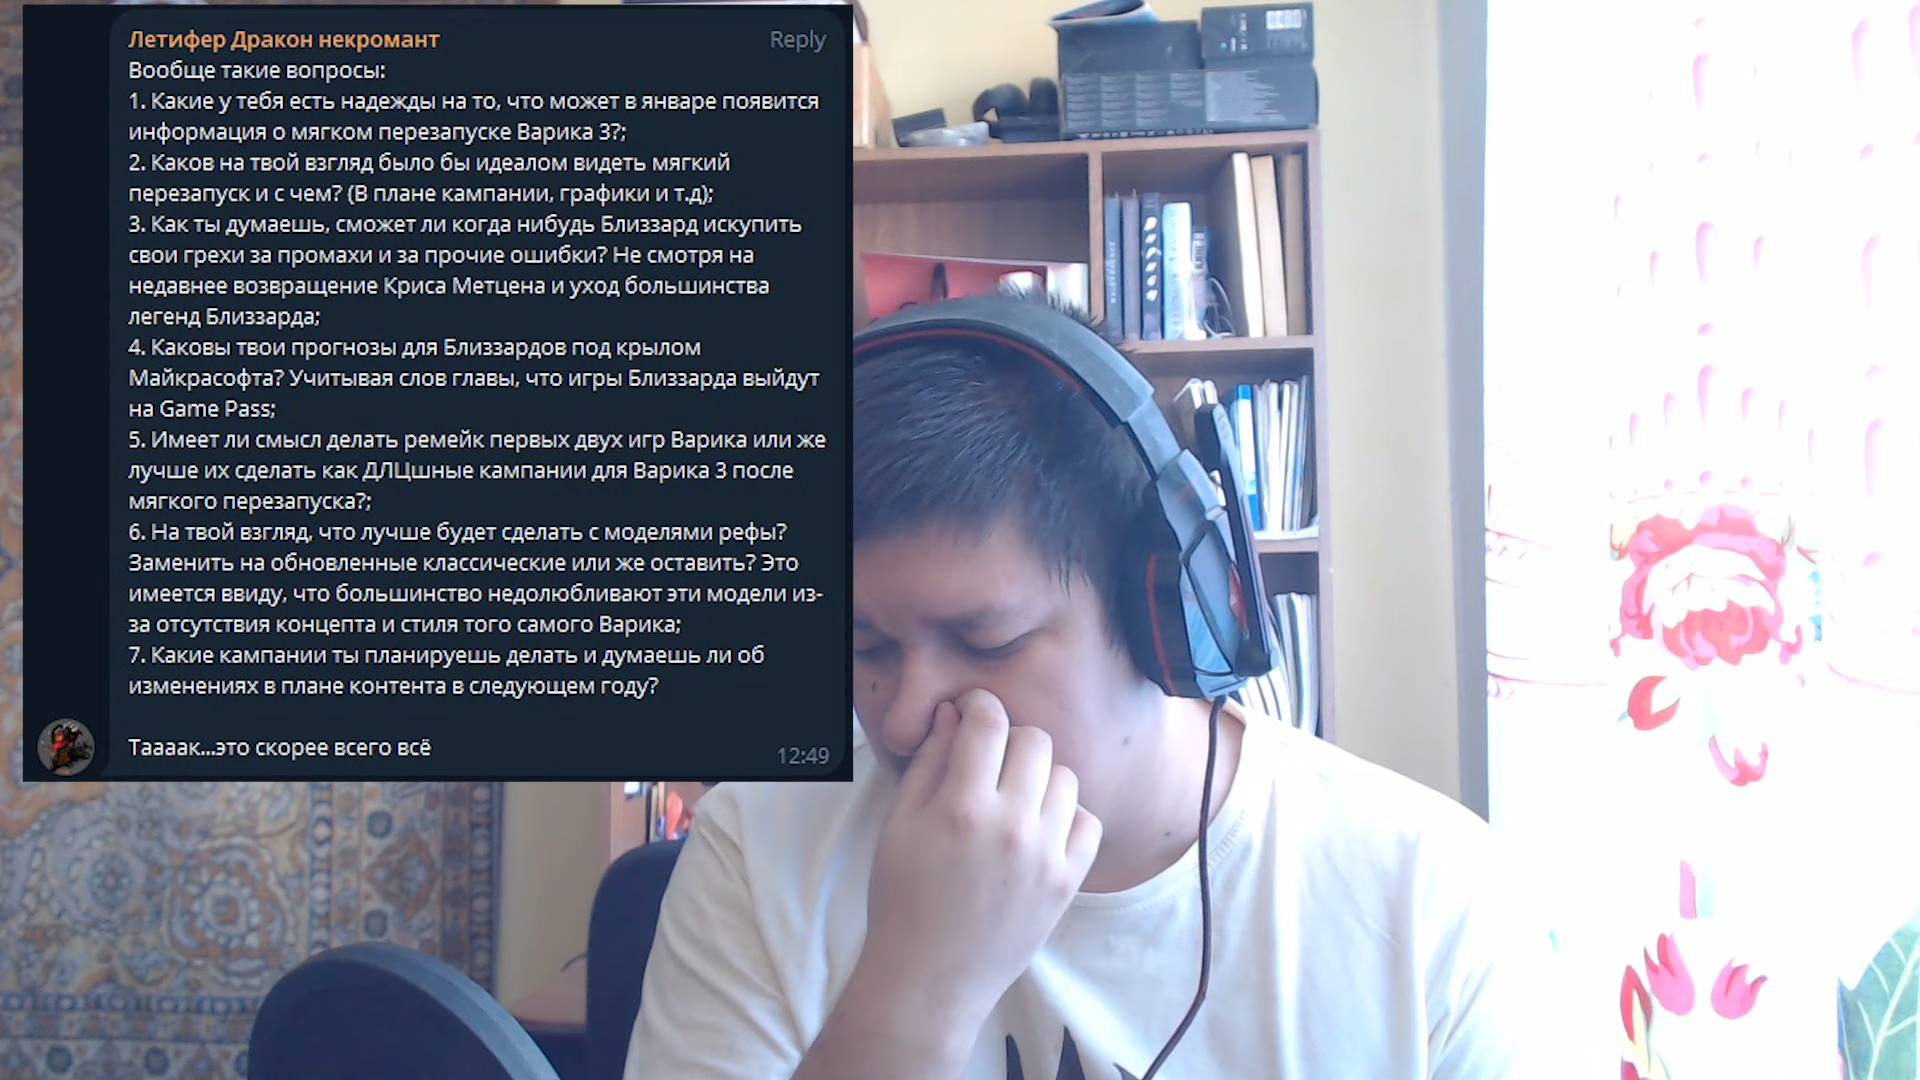 Летифер Дракон некромант
Reply
Вообще такие вопросы:
1. Какие у тебя есть надежды на то, что может в январе появится
информация о мягком перезапуске Варика 3?;
2. Каков на твой взгляд было бы идеалом видеть мягкий
перезапуск и с чем? (В плане кампании, графики и т.д);
3. Как ты думаешь, сможет ли когда нибудь Близзард искупить
свои грехи за промахи и за прочие ошибки? Не смотря на
недавнее возвращение Криса Метцена и уход большинства
легенд Близзарда;
4. Каковы твои прогнозы для Близзардов под крылом
Майкрасофта? Учитывая слов главы, что игры Близзарда выйдут
на Game Pass;
5. Имеет ли смысл делать ремейк первых двух игр Варика или же
лучше их сделать как ДЛЦшные кампании для Варика 3 после
мягкого перезапуска?;
6. На твой взгляд, что лучше будет сделать с моделями рефы?
Заменить на обновленные классические или же оставить? Это
имеется ввиду, что большинство недолюбливают эти модели из-
за отсутствия концепта и стиля того самого Варика;
7. Какие кампании ты планируешь делать и думаешь ли об
изменениях в плане контента в следующем году?
Таааак...это скорее всего всё
12:49